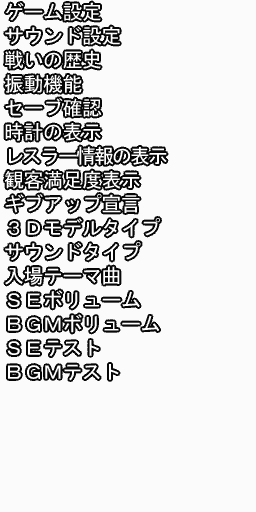 ゲーム設定
サウンド設定
戦いの歴史
振動機能
セーブ確認
時計の表示
レスラー情報の表示
観客満足度表示
ギブアップ宣言
３Ｄモデルタイプ
サウンドタイプ
入場テーマ曲
ＳＥボリューム
ＢＧＭボリューム
ＳＥテスト
ＢＧＭテスト